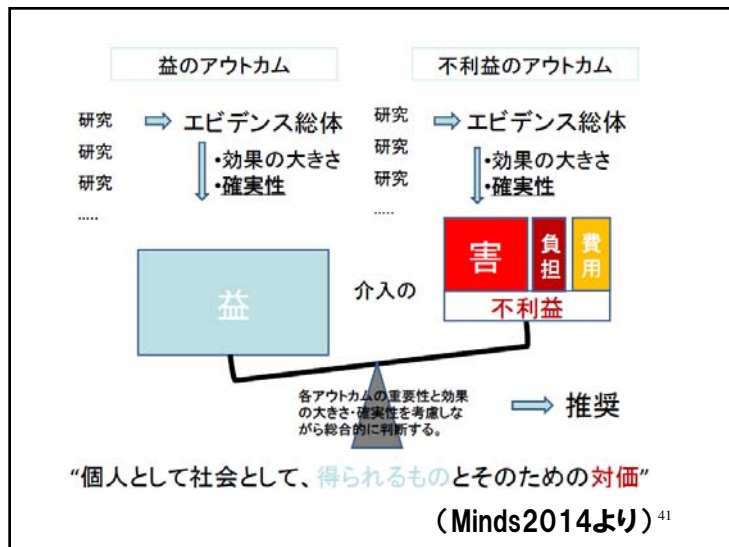 益のアウトカム
研究
研究
研究
.....
エビデンス総体
・効果の大きさ
・確実性
益
不利益のアウトカム
研究
研究
研究
.....
エビデンス総体
・効果の大きさ
・確実性
害
負担
費用
不利益
介入の
各アウトカムの重要性と効果
の大きさ・確実性を考慮しな
がら総合的に判断する。
推奨
“個人として社会として、得られるものとそのための対価”
(Minds2014より)
41